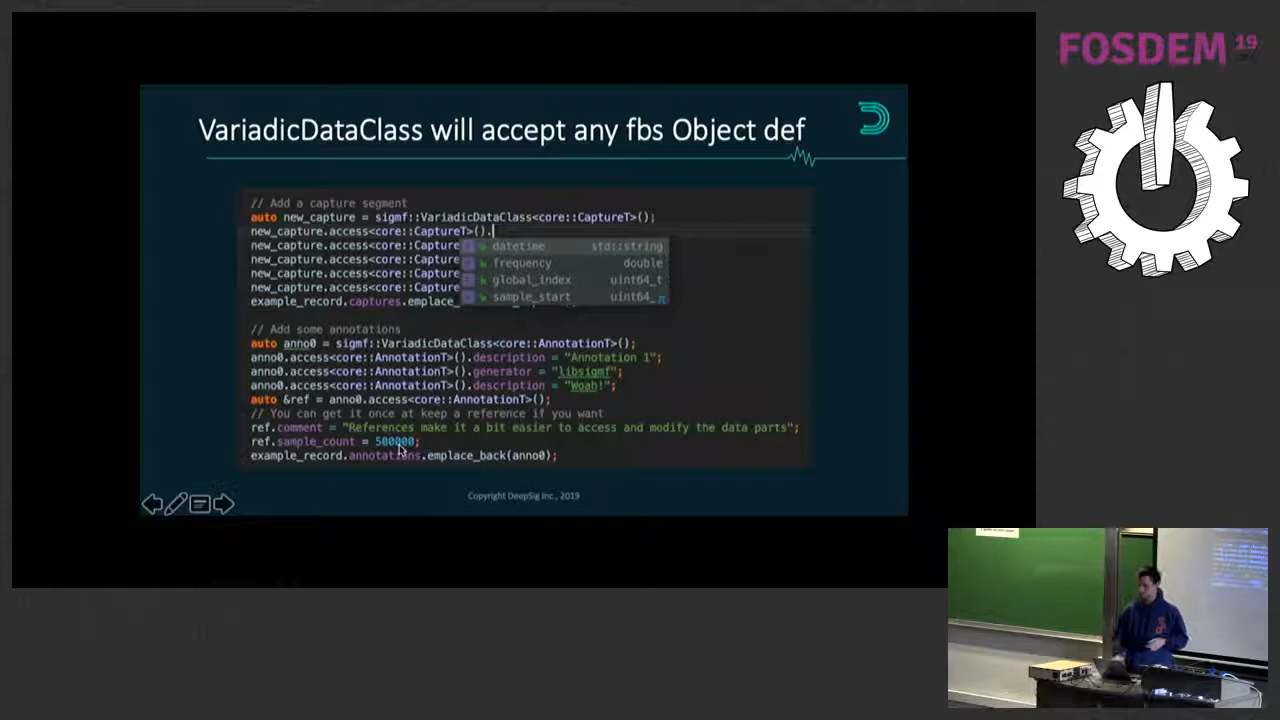 FOSDEM 19
VariadicDataClass will accept any fbs Object def
// Add a capture segment
auto new_capture = sigmf::VariadicDataClass<core::CaptureT>();
new_capture.access<core::CaptureT>().
new_capture.access<core::Capture
new_capture.access<core::Capture
new_capture.access<core::Capture
new_capture.access<core::Capture
example_record.captures.emplace_
datetime std::string
frequency double
global_index uint64_t
sample_start uint64_
// Add some annotations
auto anno0 = sigmf::VariadicDataClass<core::AnnotationT>();
anno0.access<core::AnnotationT>().description = "Annotation 1";
anno0.access<core::AnnotationT>().generator = "libsigmf";
anno0.access<core::AnnotationT>().description = "Woah!";
auto &ref = anno0.access<core::AnnotationT>();
// You can get it once at keep a reference if you want
ref.comment = "References make it a bit easier to access and modify the data parts";
ref.sample_count = 500000;
example_record.annotations.emplace_back(anno0);
Copyright DeepSig Inc., 2019